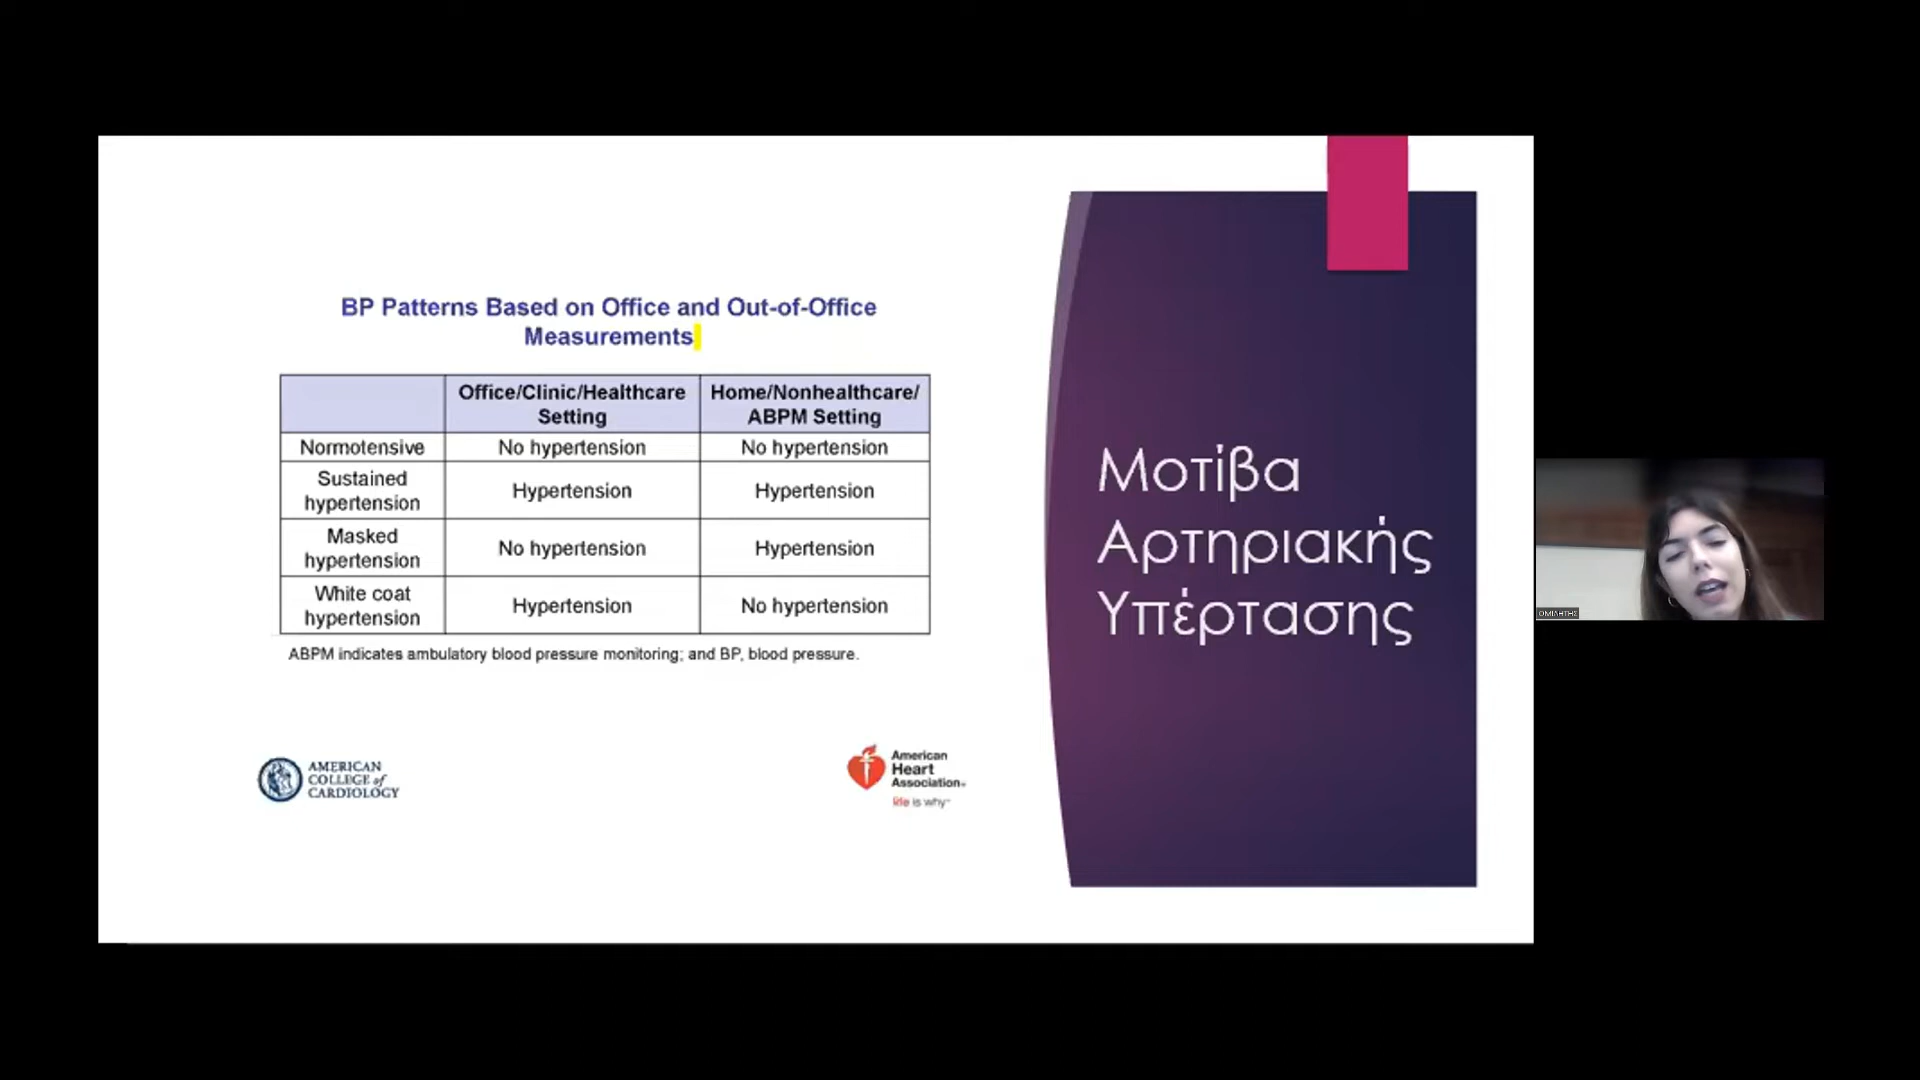 BP Patterns Based on Office and Out-of-Office
Measurements
Office/Clinic/Healthcare
Setting
Home/Nonhealthcare/
ABPM Setting
Normotensive
No hypertension
No hypertension
Sustained
hypertension
Hypertension
Hypertension
Masked
hypertension
No hypertension
Hypertension
White coat
hypertension
Hypertension
No hypertension
ABPM indicates ambulatory blood pressure monitoring; and BP, blood pressure.
AMERICAN
COLLEGE of
CARDIOLOGY
American
Heart
Association®
life is why™
Μοτίβα
Αρτηριακής
Υπέρτασης
ΟΜΙΛΗΤΗΣ